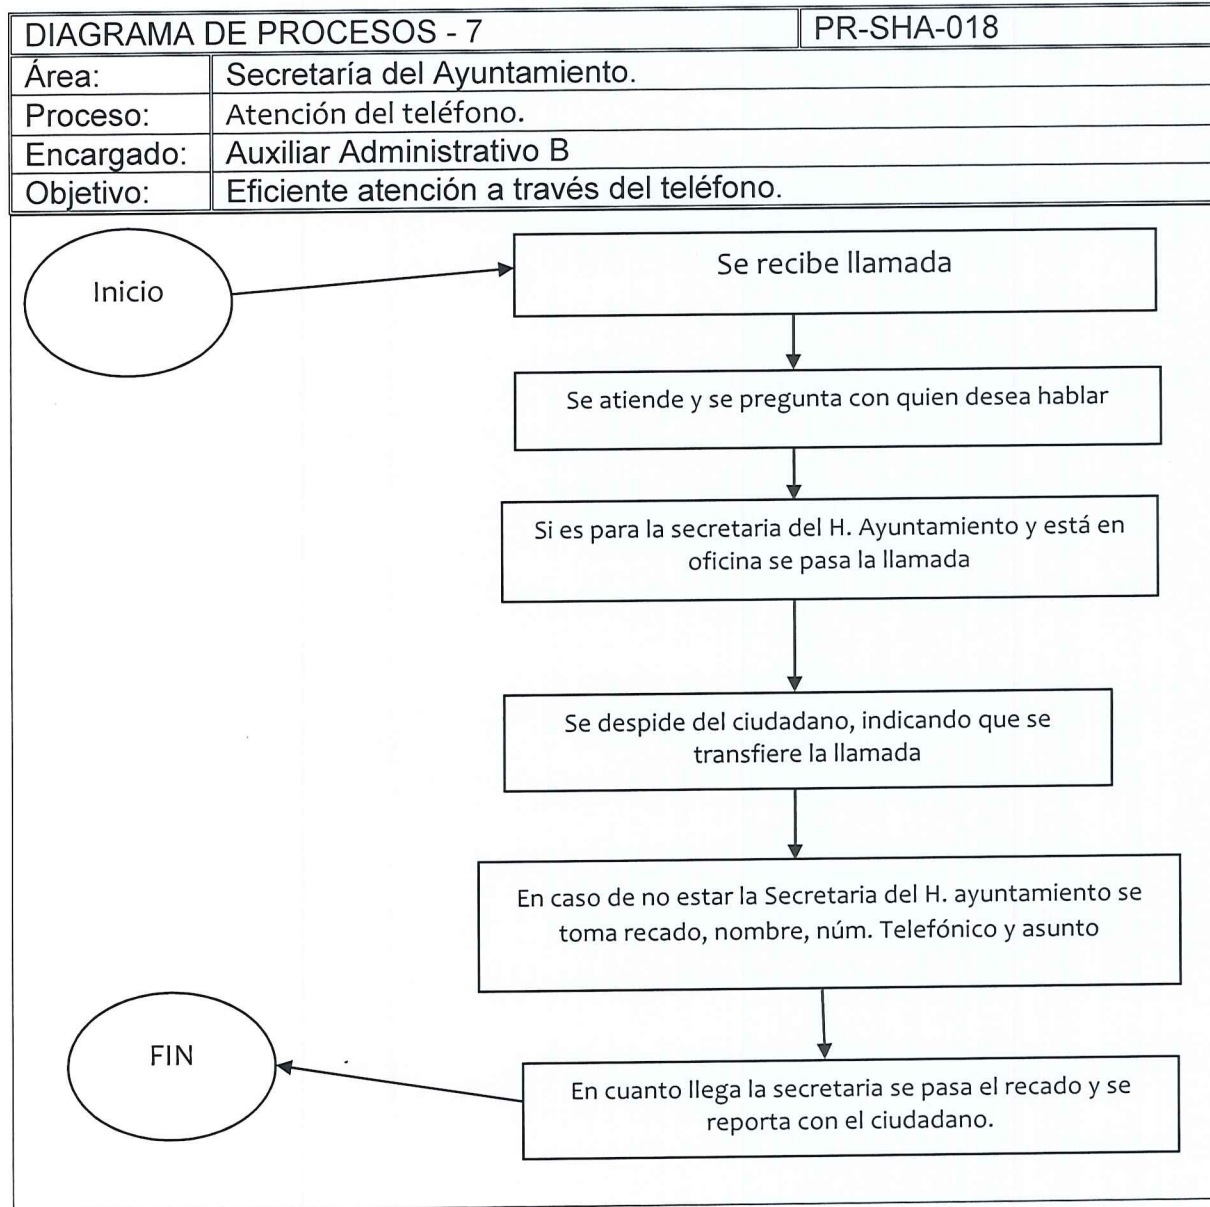 DIAGRAMA DE PROCESOS - 7
PR-SHA-018
Área:
Secretaría del Ayuntamiento.
Proceso:
Atención del teléfono.
Encargado:
Auxiliar Administrativo B
Objetivo:
Eficiente atención a través del teléfono.
Inicio
Se recibe llamada
Se atiende y se pregunta con quien desea hablar
Si es para la secretaria del H. Ayuntamiento y está en
oficina se pasa la llamada
Se despide del ciudadano, indicando que se
transfiere la llamada
En caso de no estar la Secretaria del H. ayuntamiento se
toma recado, nombre, núm. Telefónico y asunto
En cuanto llega la secretaria se pasa el recado y se
reporta con el ciudadano.
FIN